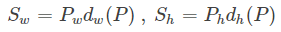 $S_w = P_w d_w(P)$ , $S_h = P_h d_h(P)$